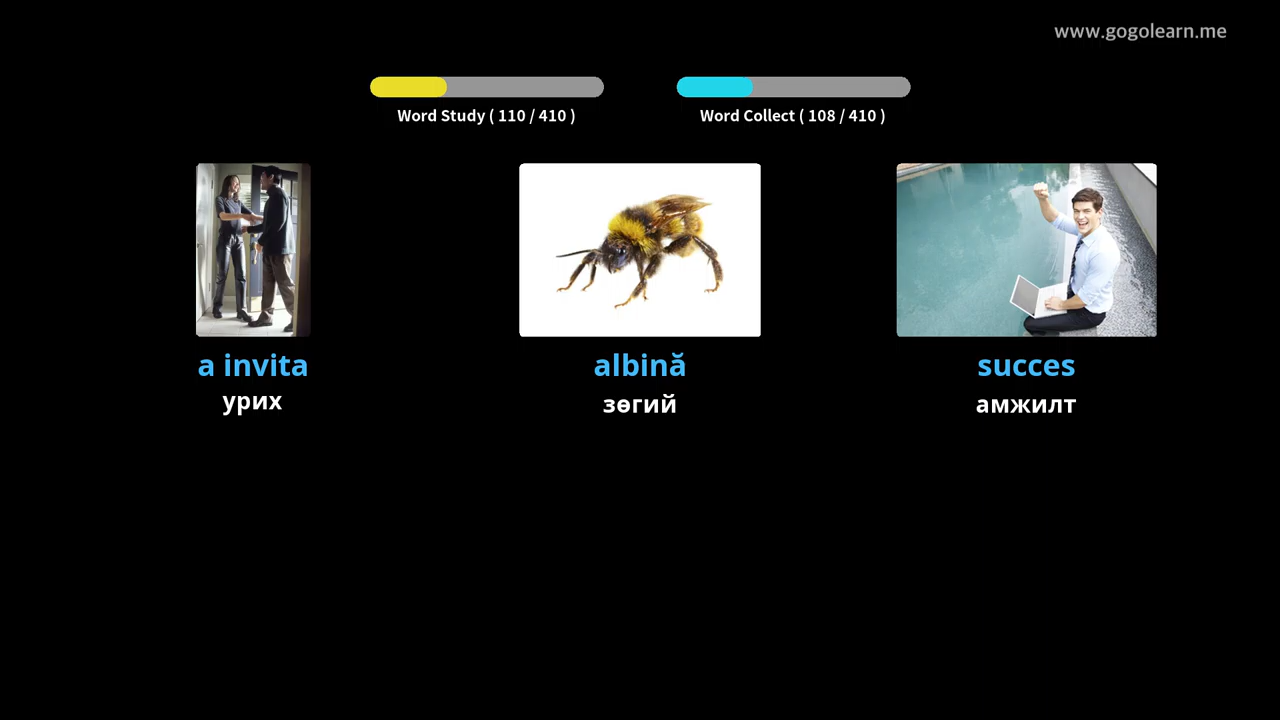 www.gogolearn.me
Word Study ( 110 / 410 )
Word Collect ( 108 / 410 )
a invita
albină
succes
урих
зөгий
амжилт